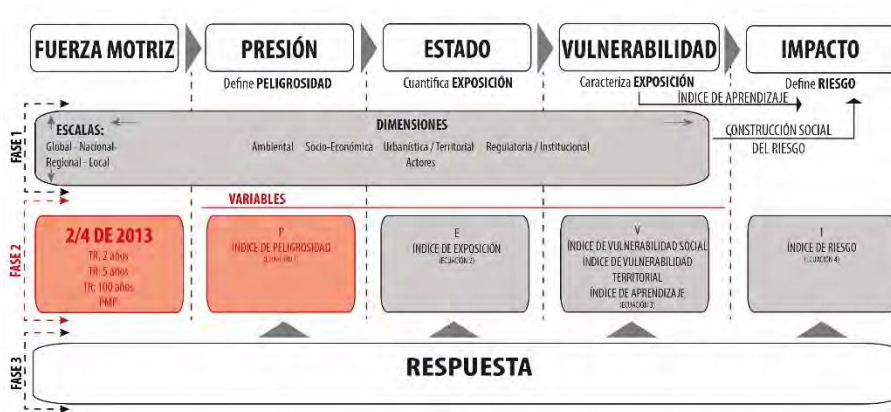 FUERZA MOTRIZ
PRESIÓN
ESTADO
VULNERABILIDAD
IMPACTO
Define PELIGROSIDAD
Cuantifica EXPOSICIÓN
Caracteriza EXPOSICIÓN
Define RIESGO
ÍNDICE DE APRENDIZAJE
FASE 1
ESCALAS:
Global - Nacional-
Regional - Local
DIMENSIONES
Ambiental Socio-Económica Urbanística / Territorial Regulatoria / Institucional
Actores
CONSTRUCCIÓN SOCIAL
DEL RIESGO
VARIABLES
FASE 2
2/4 DE 2013
TR: 2 años
TR: 5 años
TR: 100 años
PMP
P
ÍNDICE DE PELIGROSIDAD
(ECUACIÓN 1)
E
ÍNDICE DE EXPOSICIÓN
(ECUACIÓN 2)
V
ÍNDICE DE VULNERABILIDAD SOCIAL
ÍNDICE DE VULNERABILIDAD
TERRITORIAL
ÍNDICE DE APRENDIZAJE
(ECUACIÓN 3)
I
ÍNDICE DE RIESGO
(ECUACIÓN 4)
FASE 3
RESPUESTA